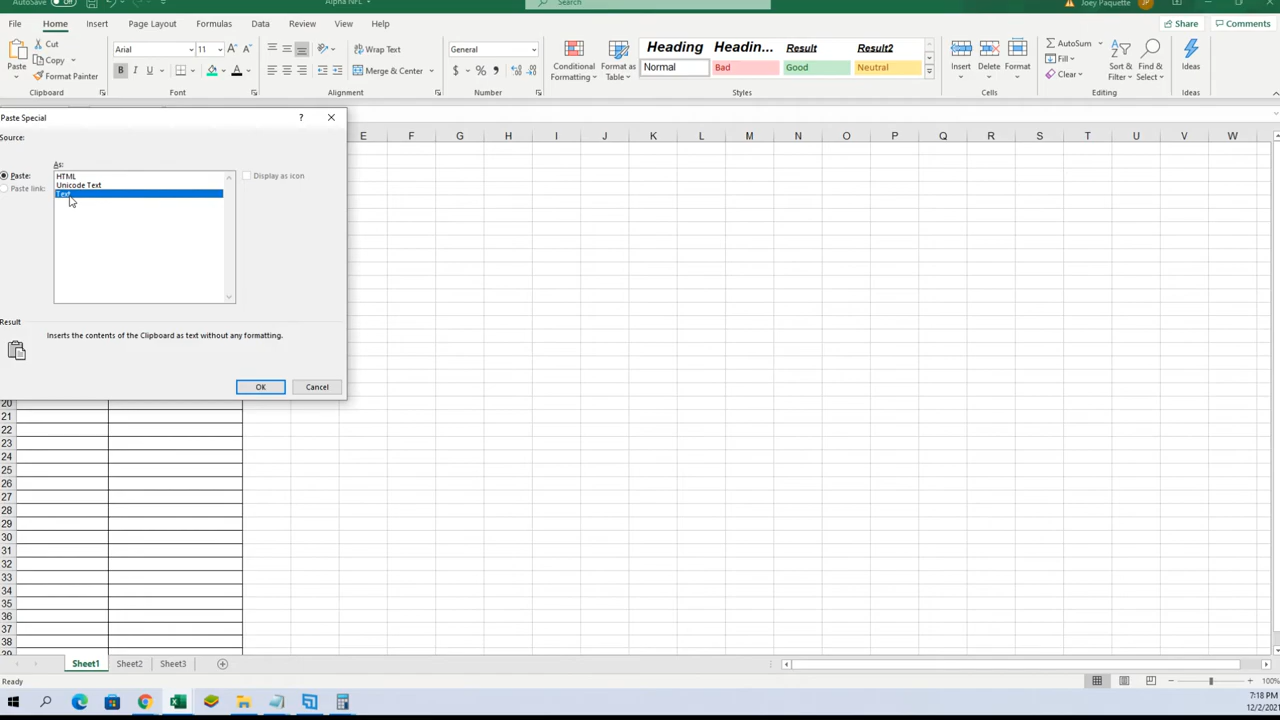 AutoSave Off Alpha NFL Search Joey Paquette JP
File Home Insert Page Layout Formulas Data Review View Help Share Comments
Paste Cut Copy Format Painter Clipboard
Arial 11 B I U A Font
Wrap Text Merge & Center Alignment
General $ % Number
Conditional Formatting Format as Table
Heading Headin... Result Result2
Normal Bad Good Neutral
Styles
Insert Delete Format Cells
AutoSum Fill Clear Sort & Filter Find & Select Editing
Ideas Ideas
Paste Special ? ×
Source:
As:
Paste:
Paste link:
HTML
Unicode Text
Text
Display as icon
Result
Inserts the contents of the Clipboard as text without any formatting.
OK Cancel
E F G H I J K L M N O P Q R S T U V W
20
21
22
23
24
25
26
27
28
29
30
31
32
33
34
35
36
37
38
39
Sheet1 Sheet2 Sheet3
Ready 100%
7:18 PM
12/2/2021